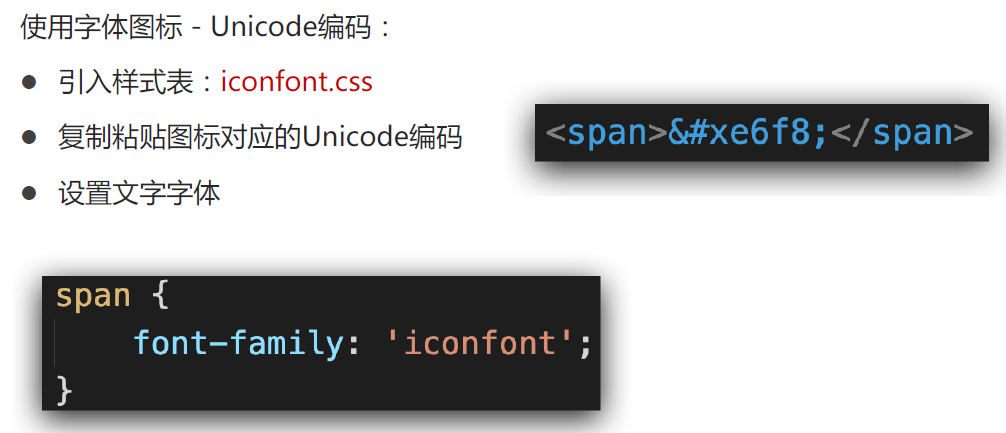 使用字体图标 - Unicode编码：
● 引入样式表：iconfont.css
● 复制粘贴图标对应的Unicode编码
● 设置文字字体
<span>&#xe6f8;</span>
span {
    font-family: 'iconfont';
}